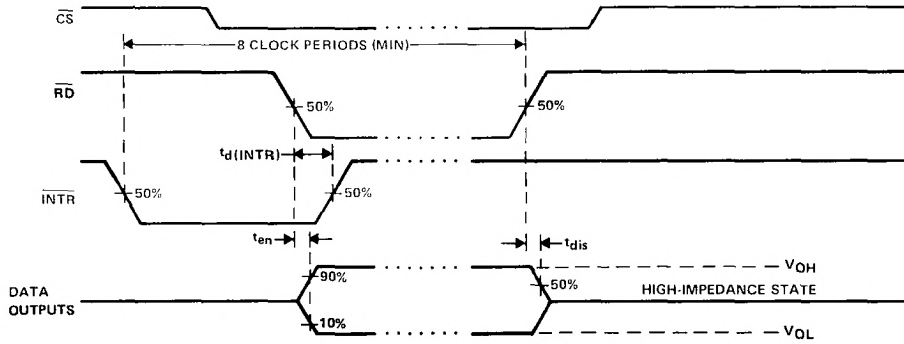 CS
8 CLOCK PERIODS (MIN)
RD
50%
50%
td(INTR)
INTR
50%
50%
ten
tdis
DATA
OUTPUTS
90%
10%
50%
VOH
HIGH-IMPEDANCE STATE
VOL